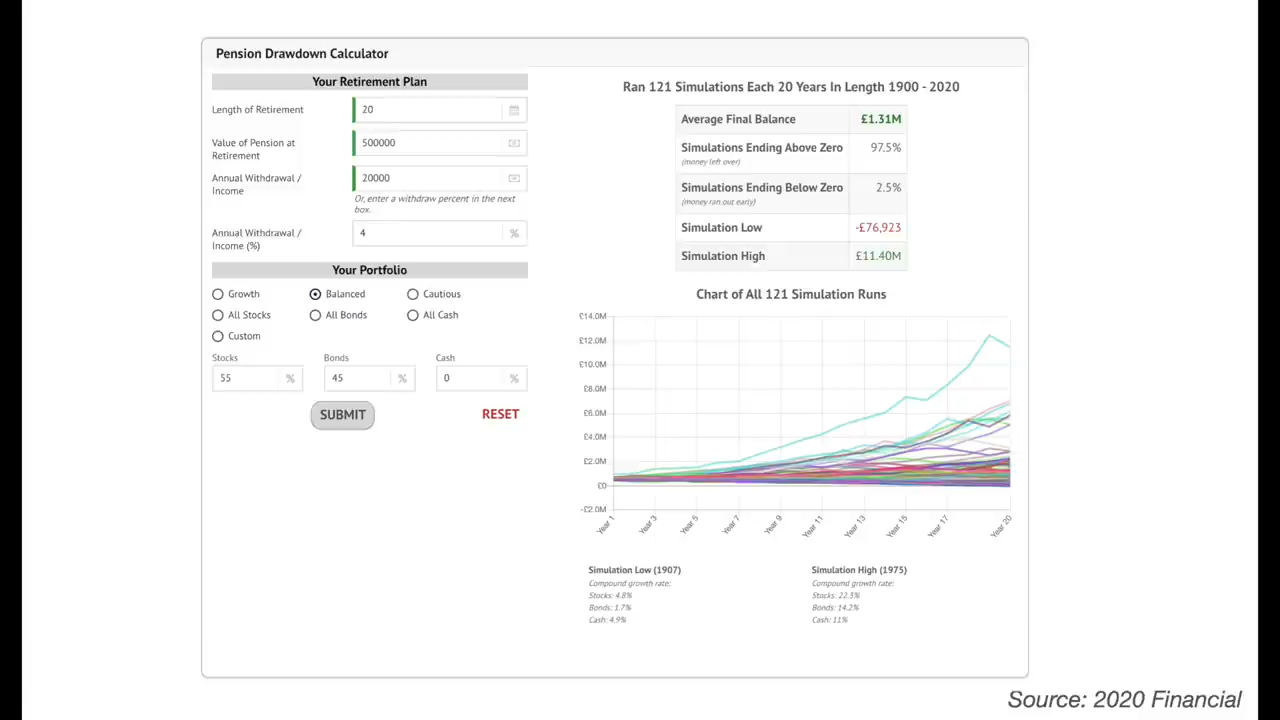 Pension Drawdown Calculator
Your Retirement Plan
Length of Retirement
20
Value of Pension at
Retirement
500000
Annual Withdrawal /
Income
20000
Or, enter a withdraw percent in the next
box.
Annual Withdrawal /
Income (%)
4
%
Your Portfolio
Growth
Balanced
Cautious
All Stocks
All Bonds
All Cash
Custom
Stocks
Bonds
Cash
55 %
45 %
0 %
SUBMIT
RESET
Ran 121 Simulations Each 20 Years In Length 1900 - 2020
Average Final Balance £1.31M
Simulations Ending Above Zero 97.5%
(money left over)
Simulations Ending Below Zero 2.5%
(money ran out early)
Simulation Low -£76,923
Simulation High £11.40M
Chart of All 121 Simulation Runs
£14.0M
£12.0M
£10.0M
£8.0M
£6.0M
£4.0M
£2.0M
£0
-£2.0M
Year 1
Year 3
Year 5
Year 7
Year 9
Year 11
Year 13
Year 15
Year 17
Year 20
Simulation Low (1907)
Compound growth rate:
Stocks: 4.8%
Bonds: 1.7%
Cash: 4.9%
Simulation High (1975)
Compound growth rate:
Stocks: 22.3%
Bonds: 14.2%
Cash: 11%
Source: 2020 Financial